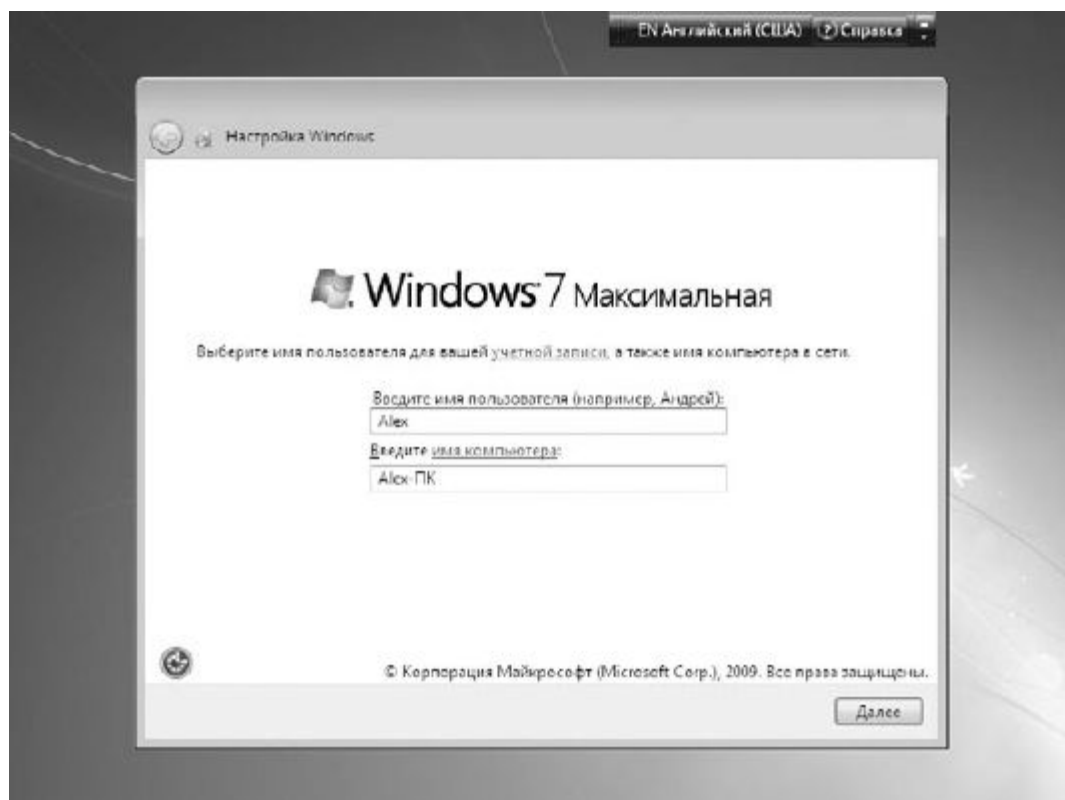 EN Английский (США) ? Справка
Настройка Windows
Windows 7 Максимальная
Выберите имя пользователя для вашей учетной записи, а также имя компьютера в сети.
Введите имя пользователя (например, Андрей):
Alex
Введите имя компьютера:
Alex-ПК
© Корпорация Майкрософт (Microsoft Corp.), 2009. Все права защищены.
Далее